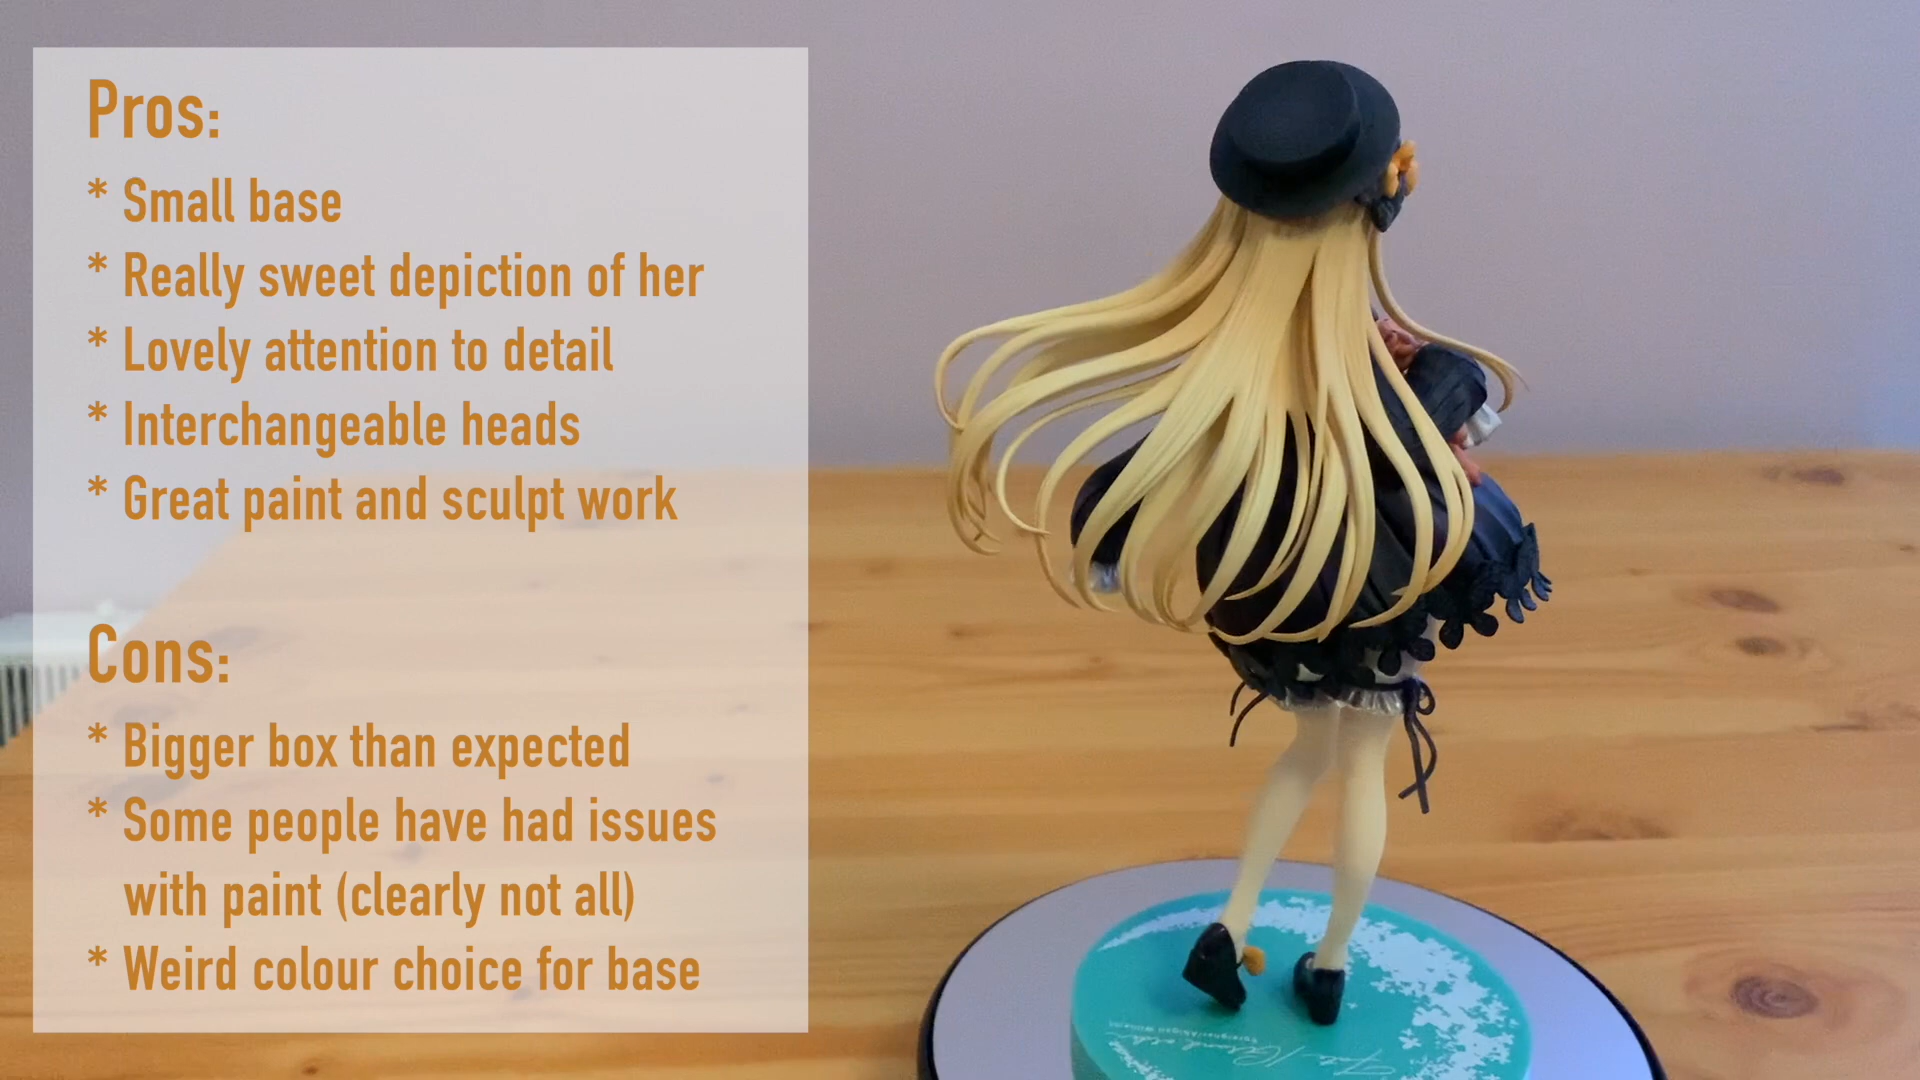 Pros:
* Small base
* Really sweet depiction of her
* Lovely attention to detail
* Interchangeable heads
* Great paint and sculpt work
Cons:
* Bigger box than expected
* Some people have had issues
with paint (clearly not all)
* Weird colour choice for base